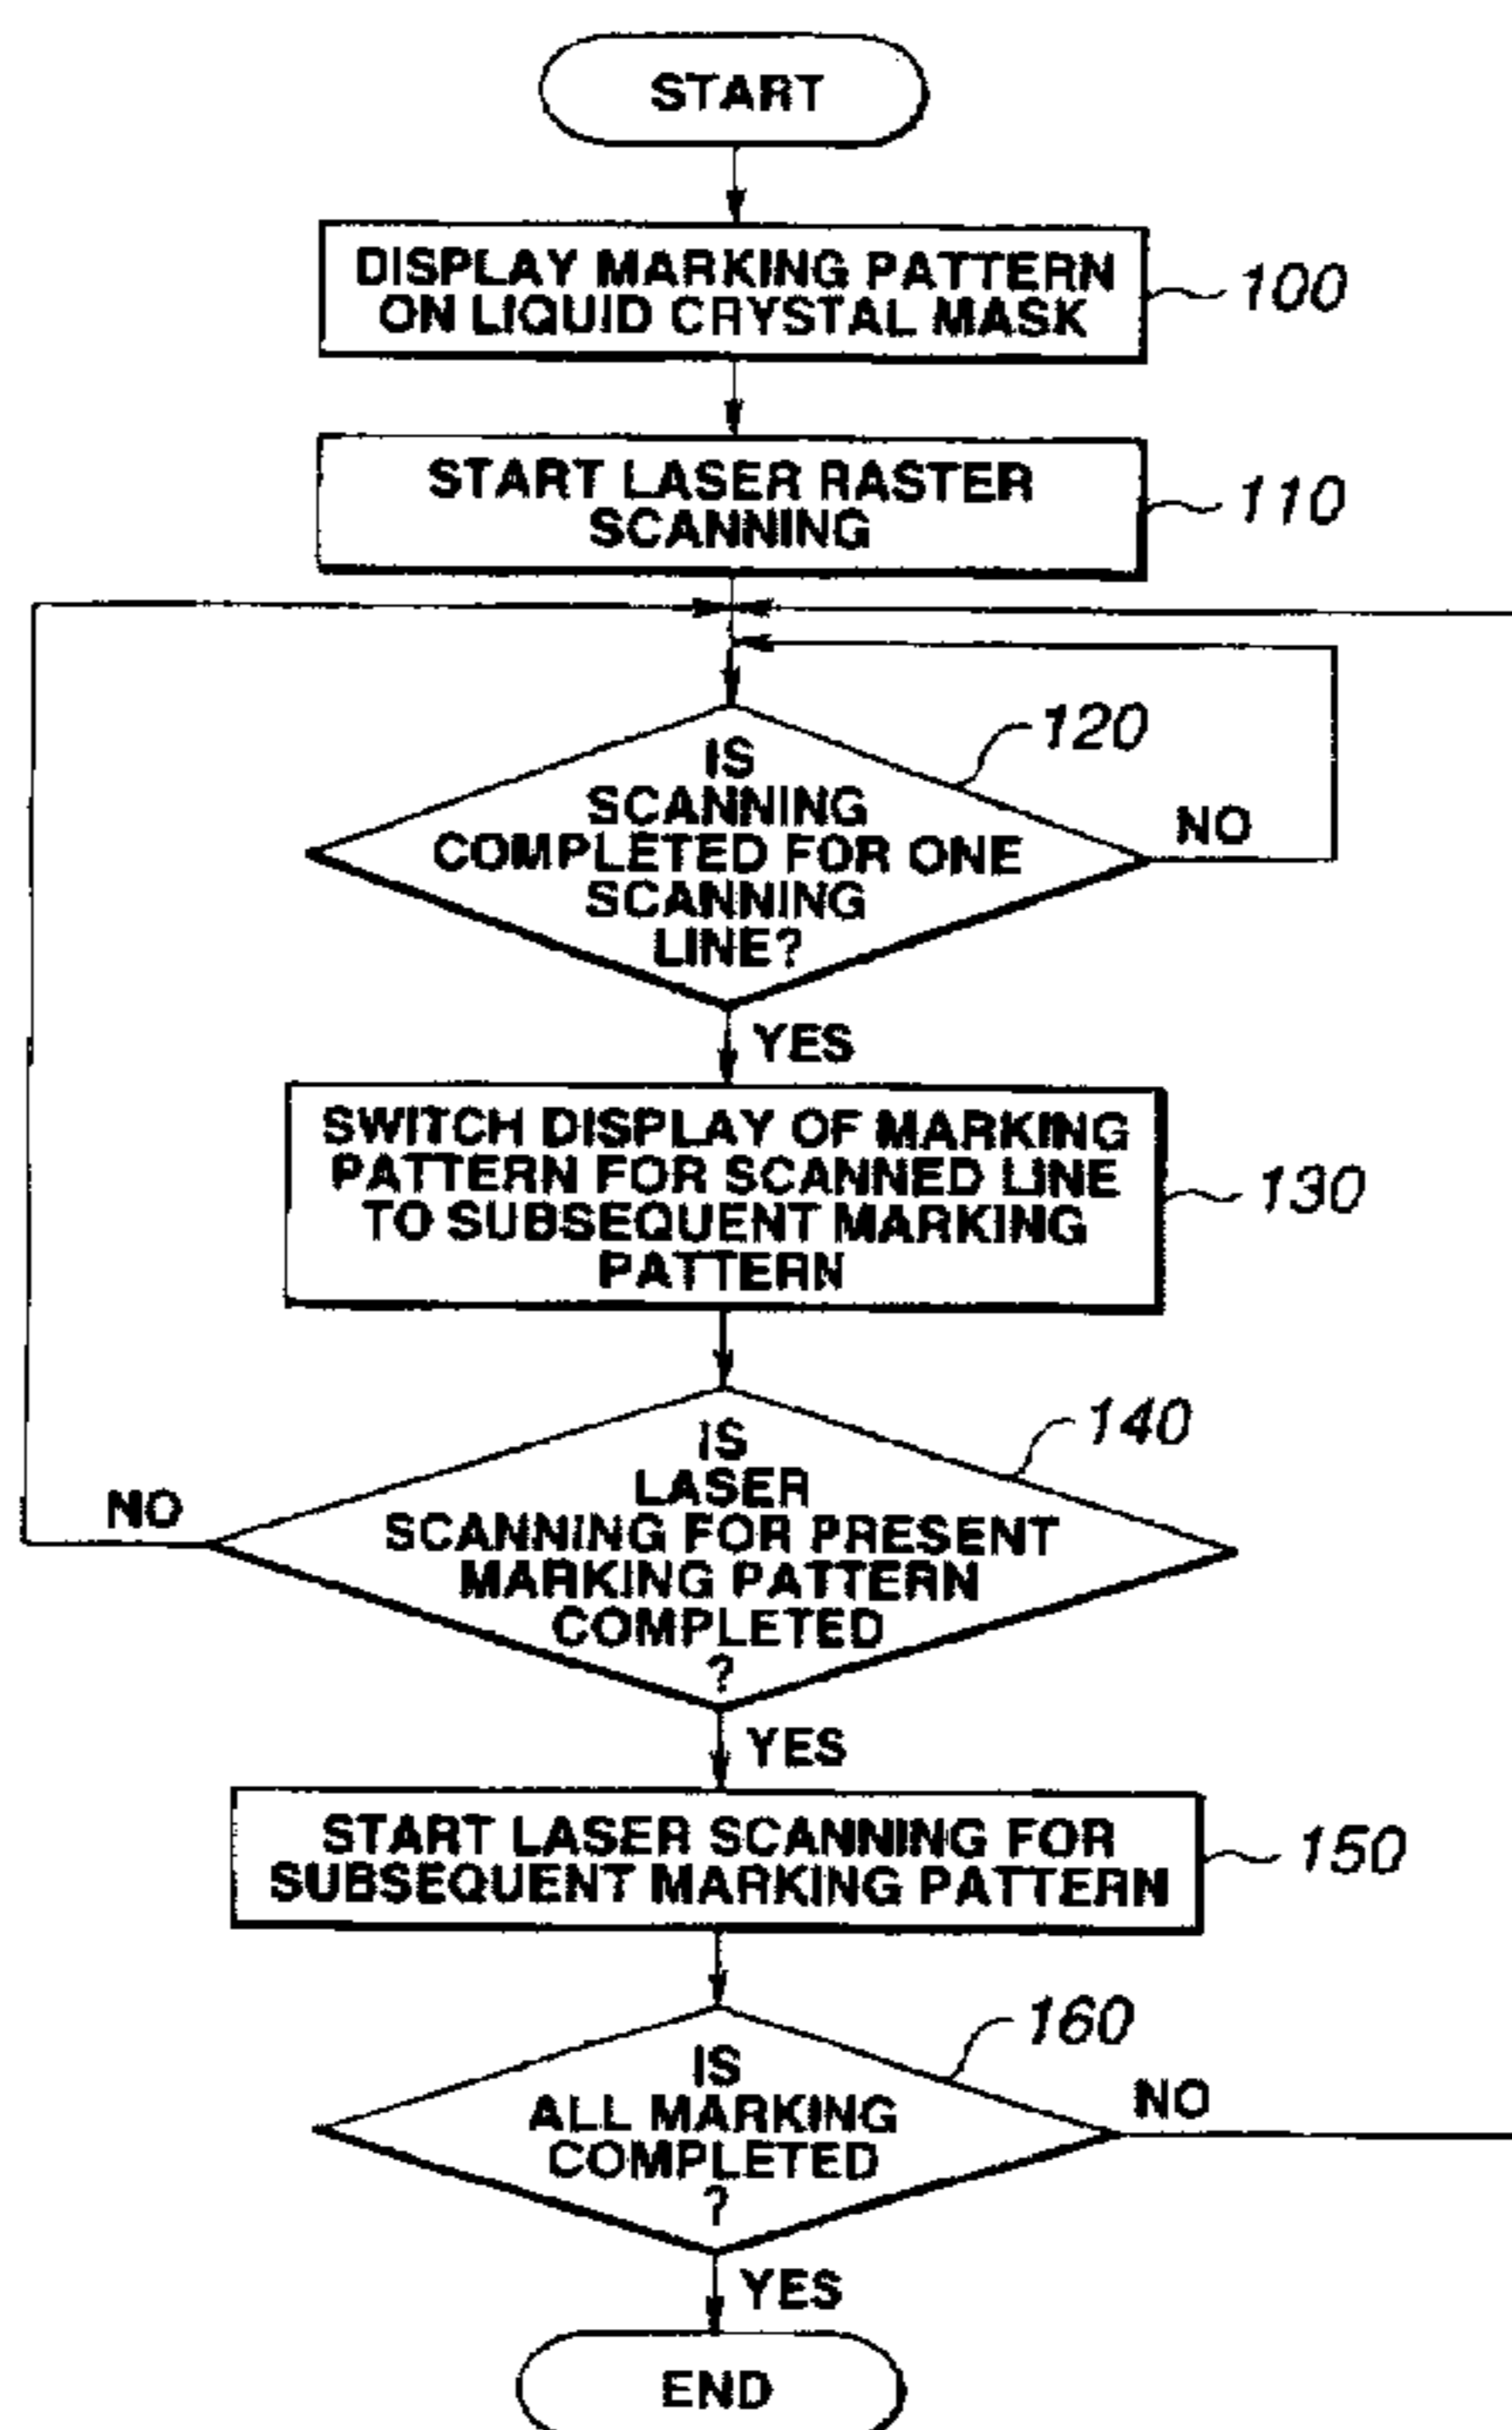 START
DISPLAY MARKING PATTERN
ON LIQUID CRYSTAL MASK
100
START LASER RASTER
SCANNING
110
120
IS
SCANNING
COMPLETED FOR ONE
SCANNING
LINE?
NO
YES
SWITCH DISPLAY OF MARKING
PATTERN FOR SCANNED LINE
TO SUBSEQUENT MARKING
PATTERN
130
140
IS
LASER
SCANNING FOR PRESENT
MARKING PATTERN
COMPLETED
?
NO
YES
START LASER SCANNING FOR
SUBSEQUENT MARKING PATTERN
150
160
IS
ALL MARKING
COMPLETED
?
NO
YES
END